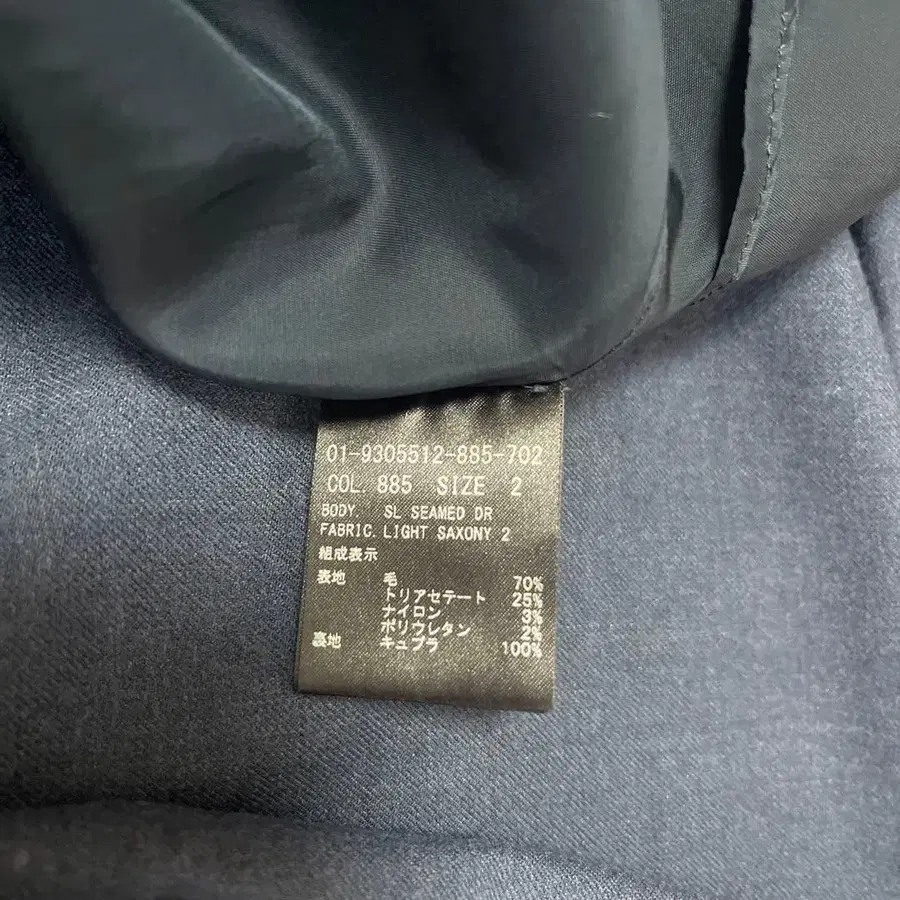 01-9305512-885-702
COL. 885 SIZE 2
BODY. SL SEAMED DR
FABRIC. LIGHT SAXONY 2
組成表示
表地 毛 70%
トリアセテート 25%
ナイロン 3%
ポリウレタン 2%
裏地 キュプラ 100%